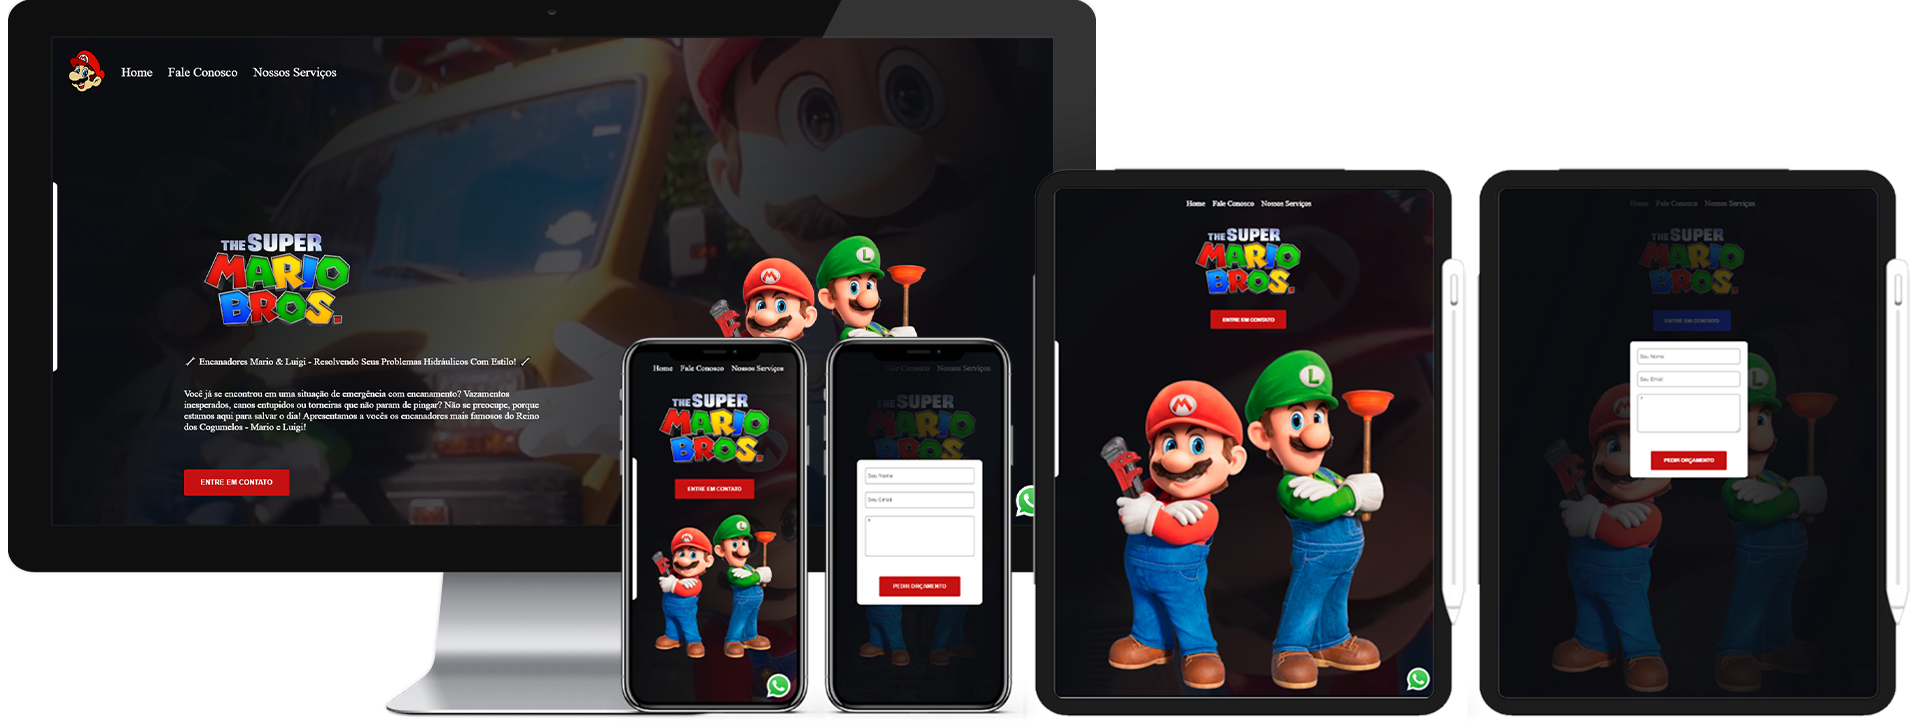 Home Fale Conosco Nossos Serviços
THE SUPER
MARIO
BROS.
Encanadores Mario & Luigi - Resolvendo Seus Problemas Hidráulicos Com Estilo!
Você já se encontrou em uma situação de emergência com encanamento? Vazamentos
inesperados, canos entupidos ou torneiras que não param de pingar? Não se preocupe, porque
estamos aqui para salvar o dia! Apresentamos a vocês os encanadores mais famosos do Reino
dos Cogumelos - Mario e Luigi!
ENTRE EM CONTATO
M
L
Home Fale Conosco Nossos Serviços
THE SUPER
MARIO
BROS.
ENTRE EM CONTATO
M
L
Fale Conosco Nossos Serviços
THE SUPER
MARIO
BROS.
Seu Nome
Seu Email
PEDIR ORÇAMENTO
Home Fale Conosco Nossos Serviços
THE SUPER
MARIO
BROS.
ENTRE EM CONTATO
M
L
Home Fale Conosco Nossos Serviços
THE SUPER
MARIO
BROS.
ENTRE EM CONTATO
Seu Nome
Seu Email
PEDIR ORÇAMENTO